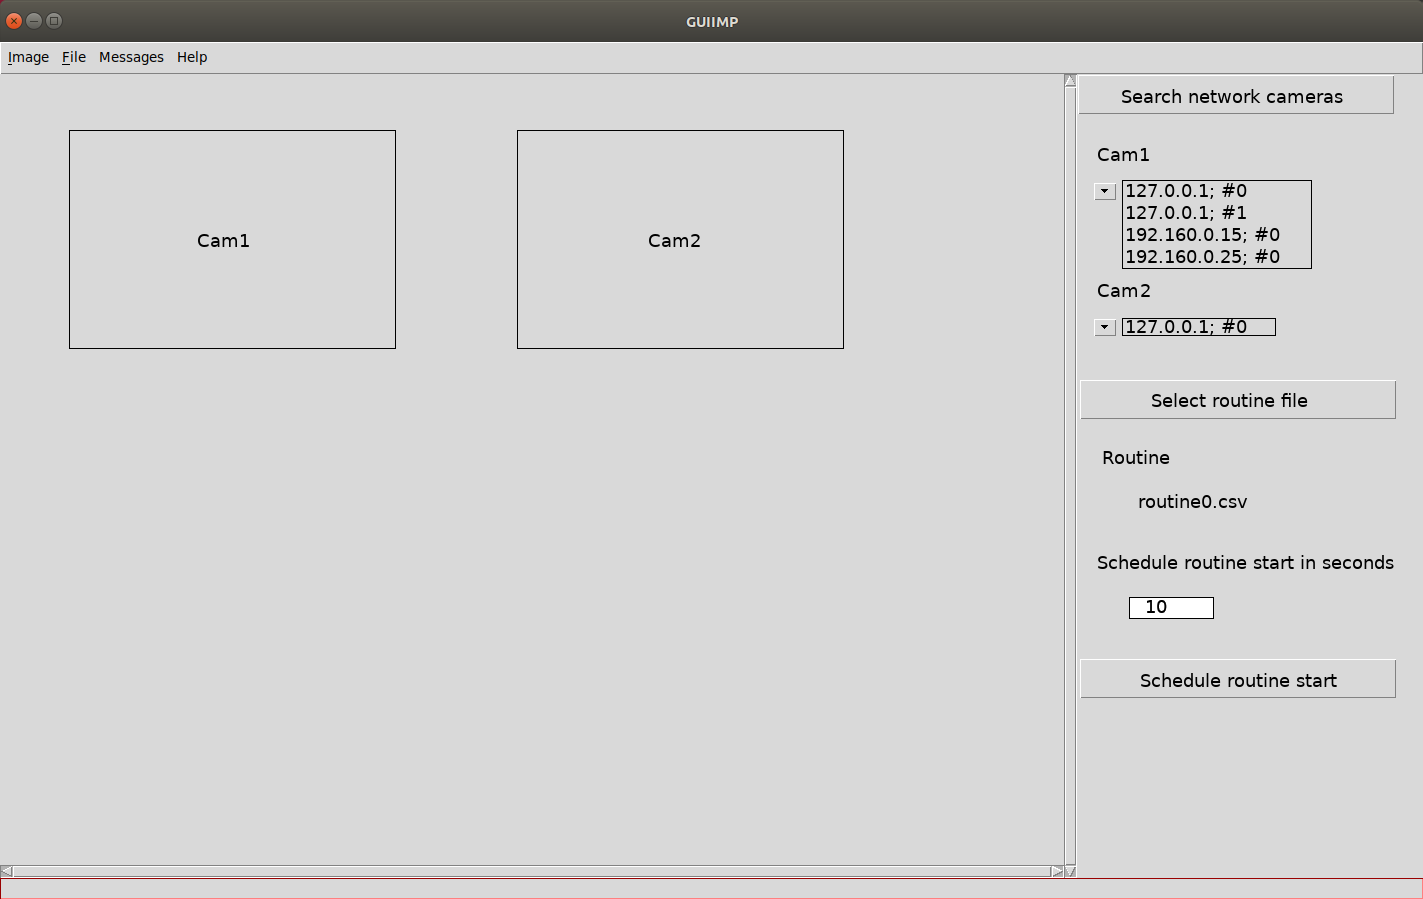 GUIIMP
Image File Messages Help
Cam1
Cam2
Search network cameras
Cam1
127.0.0.1; #0
127.0.0.1; #1
192.160.0.15; #0
192.160.0.25; #0
Cam2
127.0.0.1; #0
Select routine file
Routine
routine0.csv
Schedule routine start in seconds
10
Schedule routine start